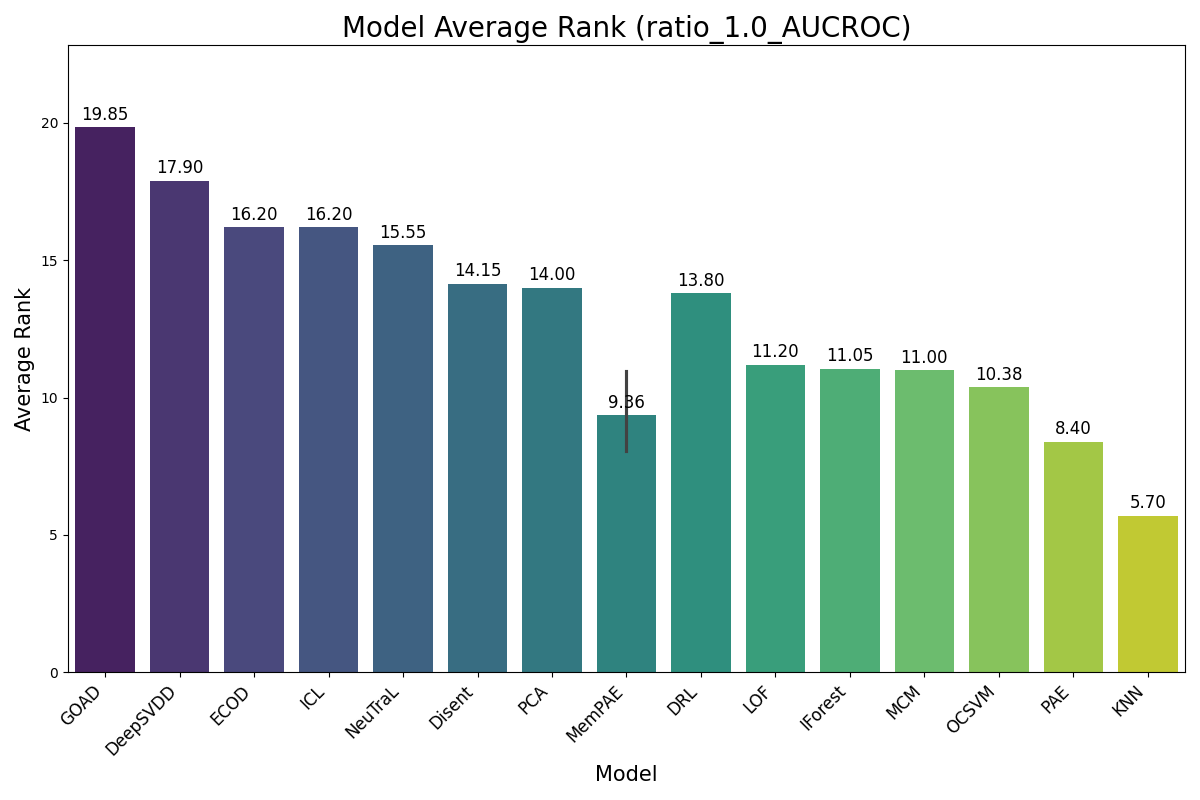 Model Average Rank (ratio_1.0_AUCROC)
Average Rank
20
15
10
5
0
19.85
17.90
16.20
16.20
15.55
14.15
14.00
9.36
13.80
11.20
11.05
11.00
10.38
8.40
5.70
GOAD
DeepSVDD
ECOD
ICL
NeuTraL
Disent
PCA
MemPAE
DRL
LOF
IForest
MCM
OCSVM
PAE
KNN
Model